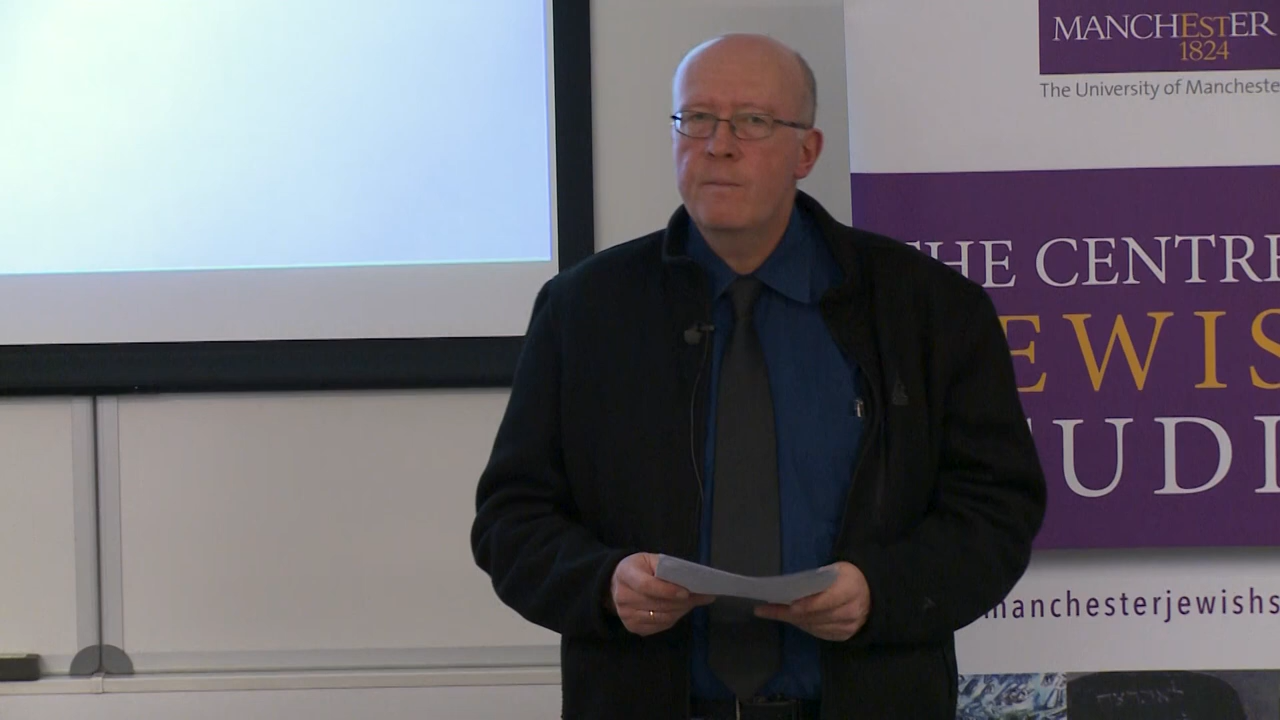 MANCHESTER
1824
The University of Mancheste
HE CENTRE
EWIS
UDI
manchesterjewishs